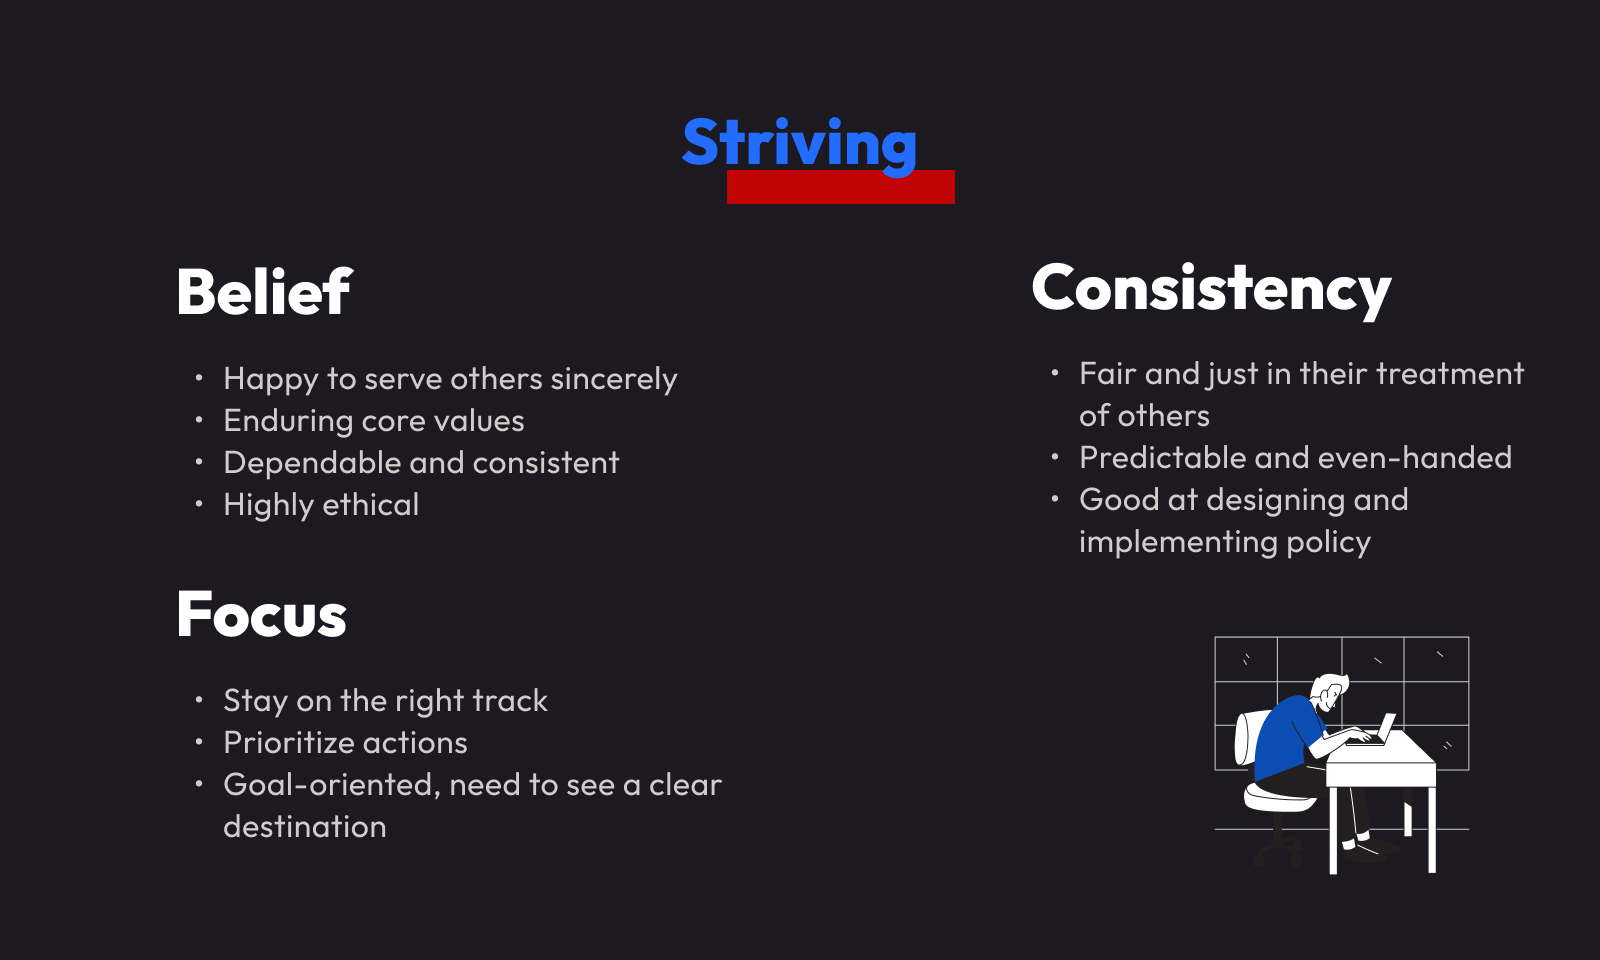 Striving
Belief
• Happy to serve others sincerely
• Enduring core values
• Dependable and consistent
• Highly ethical
Focus
• Stay on the right track
• Prioritize actions
• Goal-oriented, need to see a clear
destination
Consistency
• Fair and just in their treatment
of others
• Predictable and even-handed
• Good at designing and
implementing policy